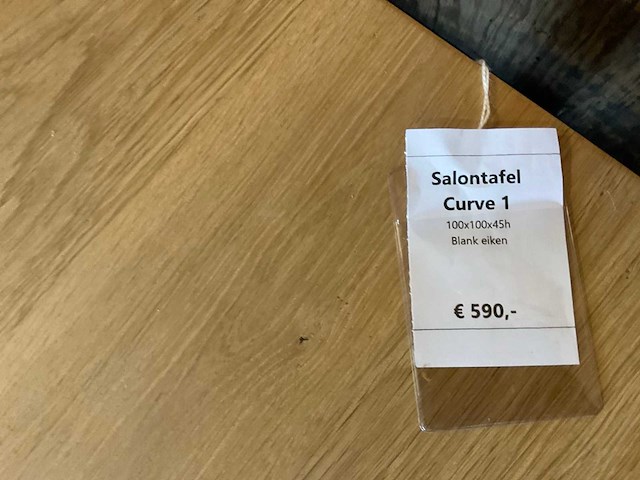 Salontafel
Curve 1
100x100x45h
Blank eiken
€ 590,-